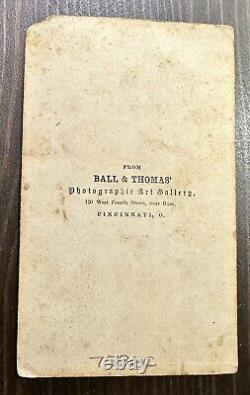 FROM
BALL & THOMAS'
Photographic Art Gallery,
120 West Fourth Street, near Race,
CINCINNATI, O.